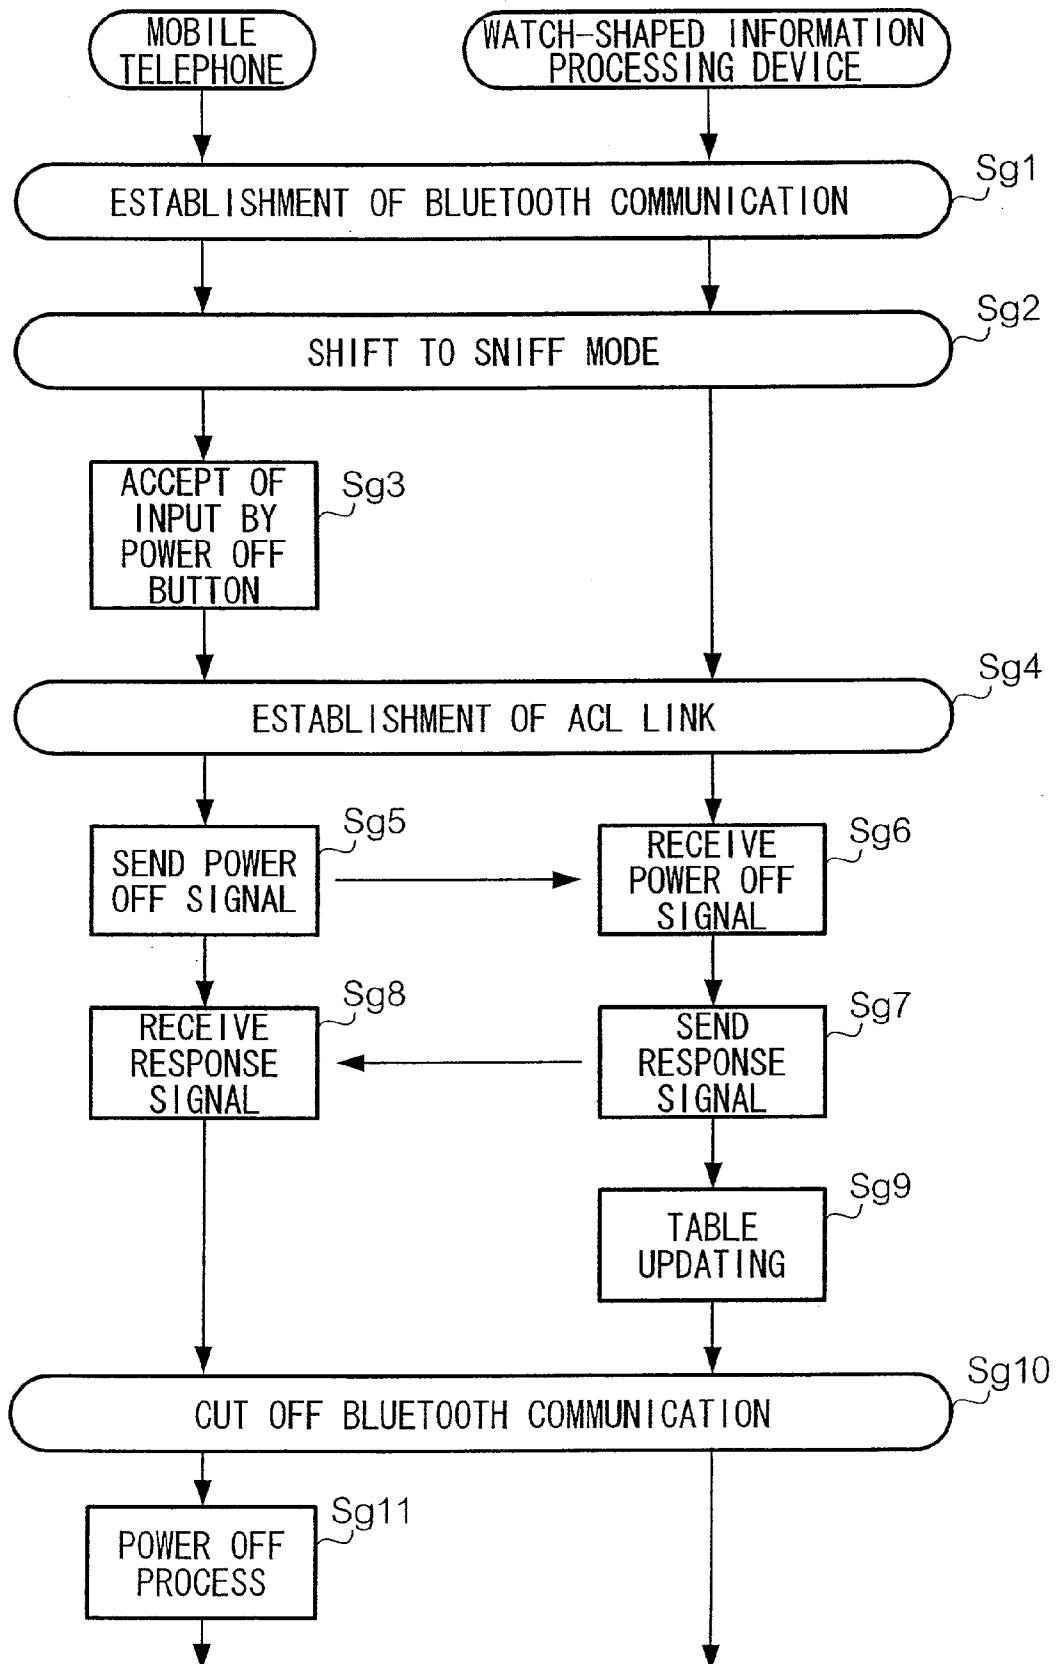 MOBILE
TELEPHONE
WATCH-SHAPED INFORMATION
PROCESSING DEVICE
Sg1
ESTABLISHMENT OF BLUETOOTH COMMUNICATION
Sg2
SHIFT TO SNIFF MODE
ACCEPT OF
INPUT BY
POWER OFF
BUTTON
Sg3
Sg4
ESTABLISHMENT OF ACL LINK
Sg5
SEND POWER
OFF SIGNAL
Sg6
RECEIVE
POWER OFF
SIGNAL
Sg8
RECEIVE
RESPONSE
SIGNAL
Sg7
SEND
RESPONSE
SIGNAL
Sg9
TABLE
UPDATING
Sg10
CUT OFF BLUETOOTH COMMUNICATION
Sg11
POWER OFF
PROCESS